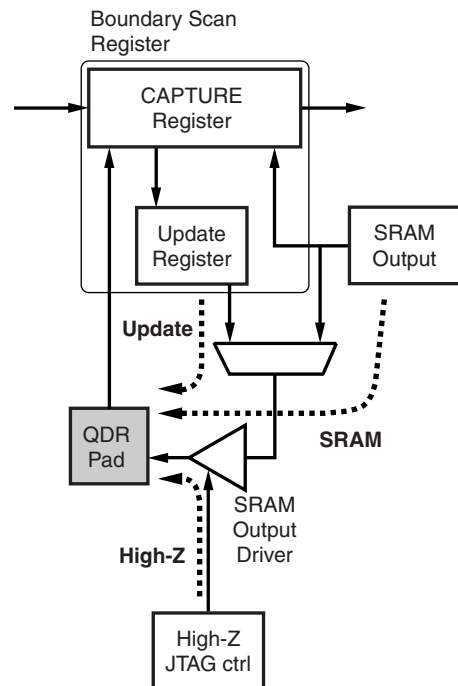 Boundary Scan
Register
CAPTURE
Register
Update
Register
SRAM
Output
Update
SRAM
QDR
Pad
SRAM
Output
Driver
High-Z
High-Z
JTAG ctrl